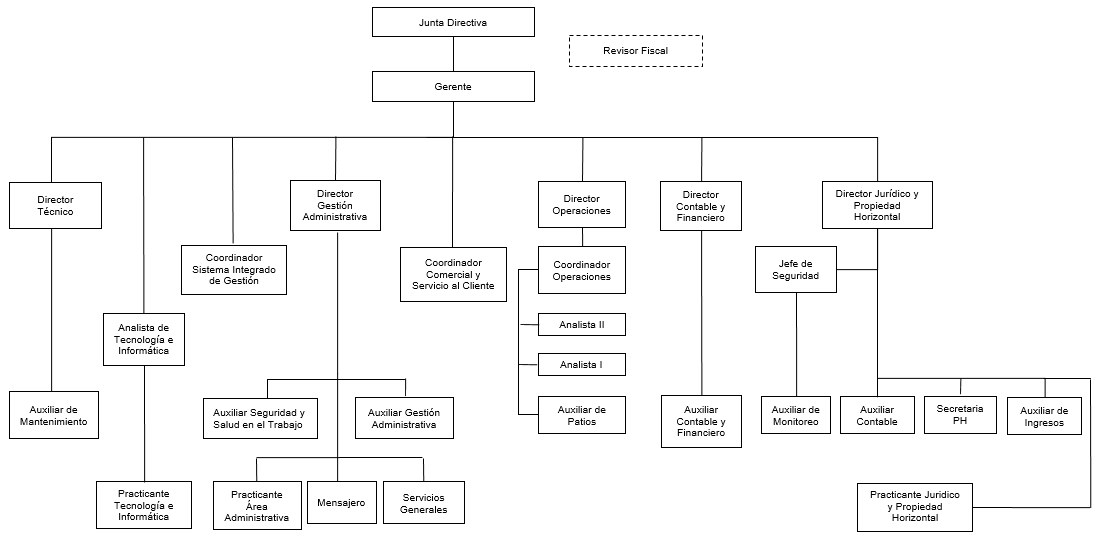 Junta Directiva
Revisor Fiscal
Gerente
Director
Técnico
Director
Gestión
Administrativa
Director
Operaciones
Director
Contable y
Financiero
Director Jurídico y
Propiedad
Horizontal
Coordinador
Sistema Integrado
de Gestión
Coordinador
Comercial y
Servicio al Cliente
Coordinador
Operaciones
Jefe de
Seguridad
Analista de
Tecnología e
Informática
Analista II
Analista I
Auxiliar de
Mantenimiento
Auxiliar Seguridad y
Salud en el Trabajo
Auxiliar Gestión
Administrativa
Auxiliar de
Patios
Auxiliar
Contable y
Financiero
Auxiliar de
Monitoreo
Auxiliar
Contable
Secretaria
PH
Auxiliar de
Ingresos
Practicante
Tecnología e
Informática
Practicante
Área
Administrativa
Mensajero
Servicios
Generales
Practicante Juridico
y Propiedad
Horizontal